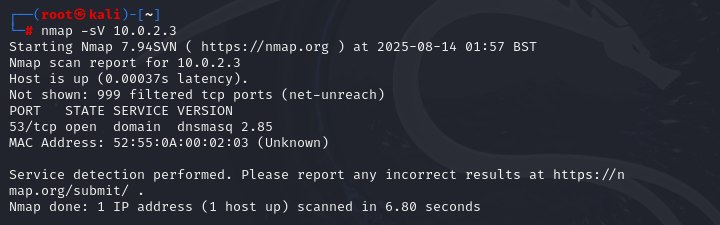 ┌──(root㉿kali)-[~]
└─# nmap -sV 10.0.2.3
Starting Nmap 7.94SVN ( https://nmap.org ) at 2025-08-14 01:57 BST
Nmap scan report for 10.0.2.3
Host is up (0.00037s latency).
Not shown: 999 filtered tcp ports (net-unreach)
PORT   STATE SERVICE VERSION
53/tcp open  domain  dnsmasq 2.85
MAC Address: 52:55:0A:00:02:03 (Unknown)
Service detection performed. Please report any incorrect results at https://n
map.org/submit/ .
Nmap done: 1 IP address (1 host up) scanned in 6.80 seconds